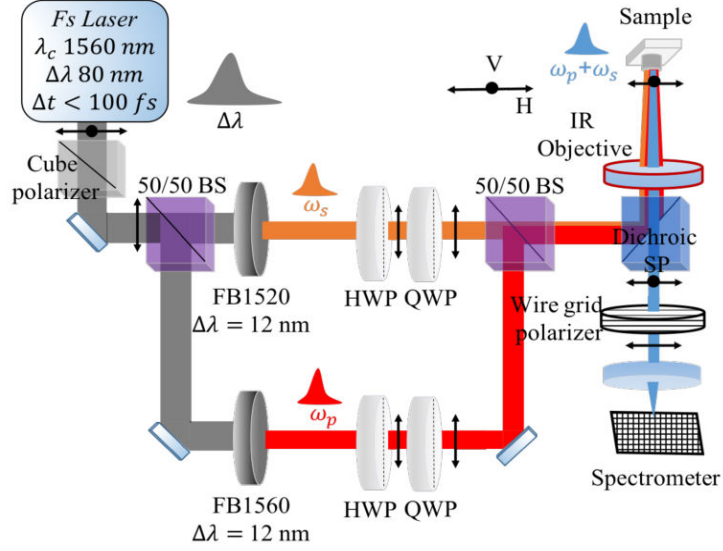 Fs Laser
λc 1560 nm
Δλ 80 nm
Δt < 100 fs
Δλ
V
H
Sample
ωp+ωs
IR
Objective
Cube
polarizer
50/50 BS
ωs
50/50 BS
Dichroic
SP
HWP QWP
FB1520
Δλ = 12 nm
Wire grid
polarizer
ωp
HWP QWP
FB1560
Δλ = 12 nm
Spectrometer